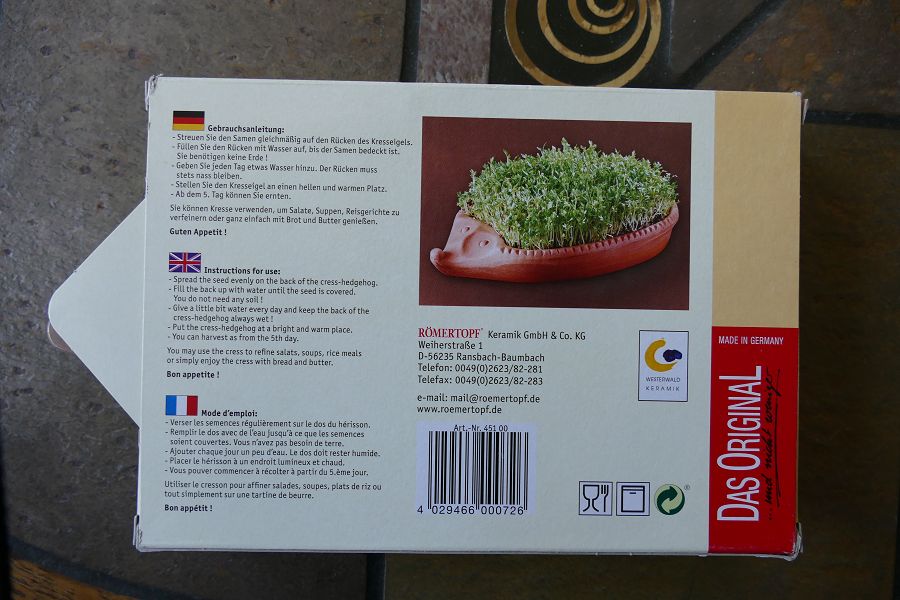 Gebrauchsanleitung:
- Streuen Sie den Samen gleichmäßig auf den Rücken des Kresseigels.
- Füllen Sie den Rücken mit Wasser auf, bis der Samen bedeckt ist.
Sie benötigen keine Erde !
- Geben Sie jeden Tag etwas Wasser hinzu. Der Rücken muss
stets nass bleiben.
- Stellen Sie den Kresseigel an einen hellen und warmen Platz.
- Ab dem 5. Tag können Sie ernten.
Sie können Kresse verwenden, um Salate, Suppen, Reisgerichte zu
verfeinern oder ganz einfach mit Brot und Butter genießen.
Guten Appetit !
Instructions for use:
- Spread the seed evenly on the back of the cress-hedgehog.
- Fill the back up with water until the seed is covered.
You do not need any soil !
- Give a little bit water every day and keep the back of the
cress-hedgehog always wet !
- Put the cress-hedgehog at a bright and warm place.
- You can harvest as from the 5th day.
You may use the cress to refine salads, soups, rice meals
or simply enjoy the cress with bread and butter.
Bon appetite !
Mode d'emploi:
- Verser les semences régulièrement sur le dos du hérisson.
- Remplir le dos avec de l'eau jusqu'à ce que les semences
soient couvertes. Vous n'avez pas besoin de terre.
- Ajouter chaque jour un peu d'eau. Le dos doit rester humide.
- Placer le hérisson à un endroit lumineux et chaud.
- Vous pouver commencer à récolter à partir du 5.ème jour.
Utiliser le cresson pour affiner salades, soupes, plats de riz ou
tout simplement sur une tartine de beurre.
Bon appétit !
RÖMERTOPF® Keramik GmbH & Co. KG
Weiherstraße 1
D-56235 Ransbach-Baumbach
Telefon: 0049(0)2623/82-281
Telefax: 0049(0)2623/82-283
e-mail: mail@roemertopf.de
www.roemertopf.de
WESTERWALD
KERAMIK
Art.-Nr. 451 00
4 029466 000726
®
MADE IN GERMANY
DAS ORIGINAL
...und nicht weniger